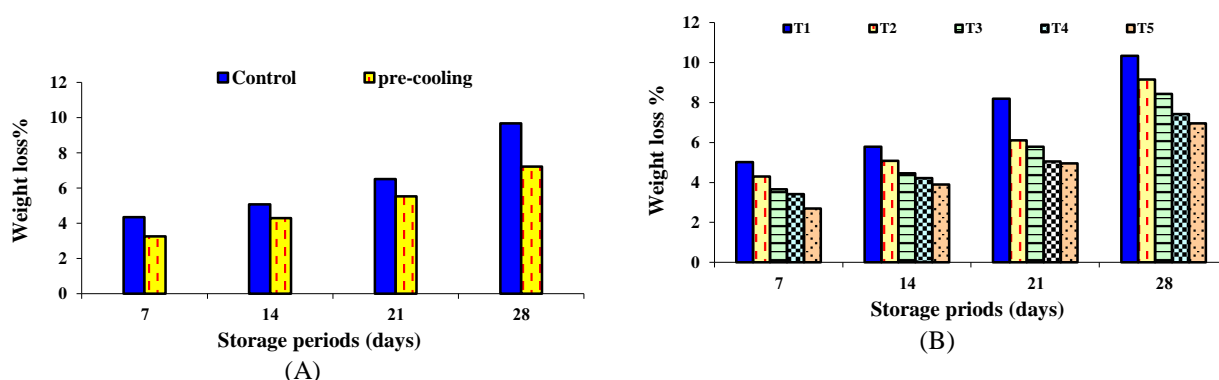 Control pre-cooling
Weight loss%
12
10
8
6
4
2
0
7 14 21 28
Storage periods (days)
(A)
T1 T2 T3 T4 T5
Weight loss %
12
10
8
6
4
2
0
7 14 21 28
Storage priods (days)
(B)